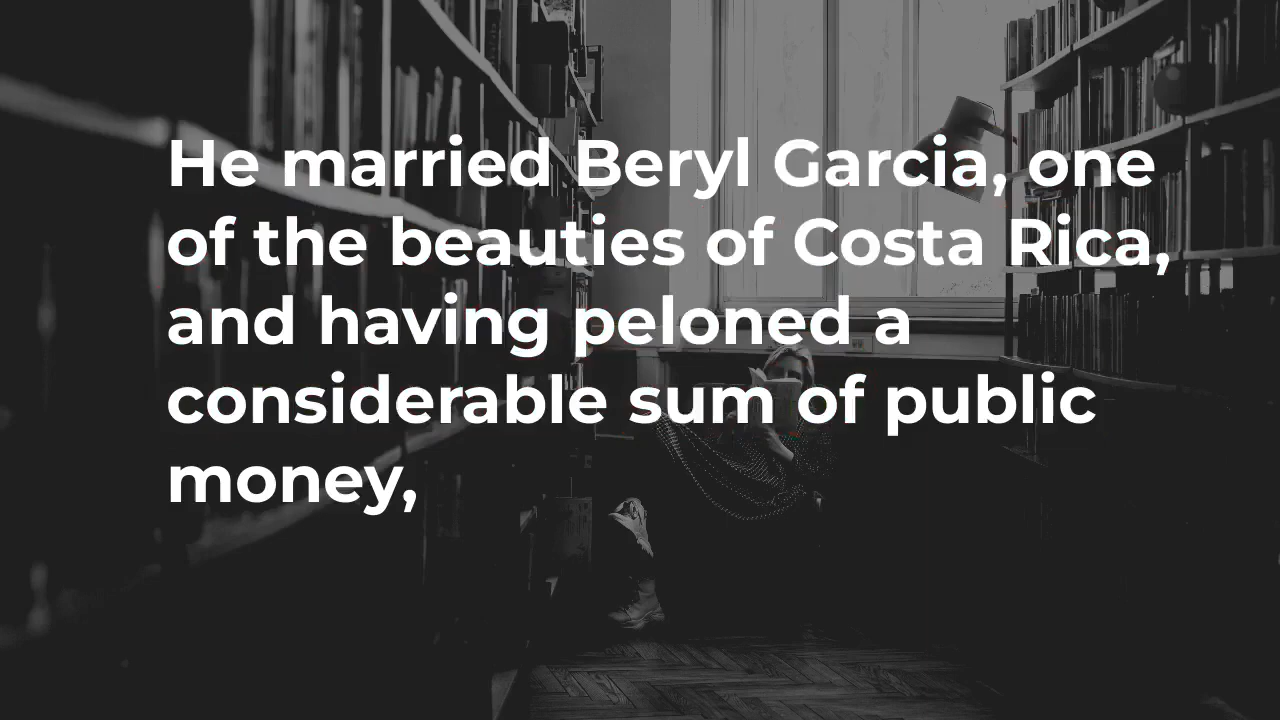 He married Beryl Garcia, one
of the beauties of Costa Rica,
and having peloned a
considerable sum of public
money,